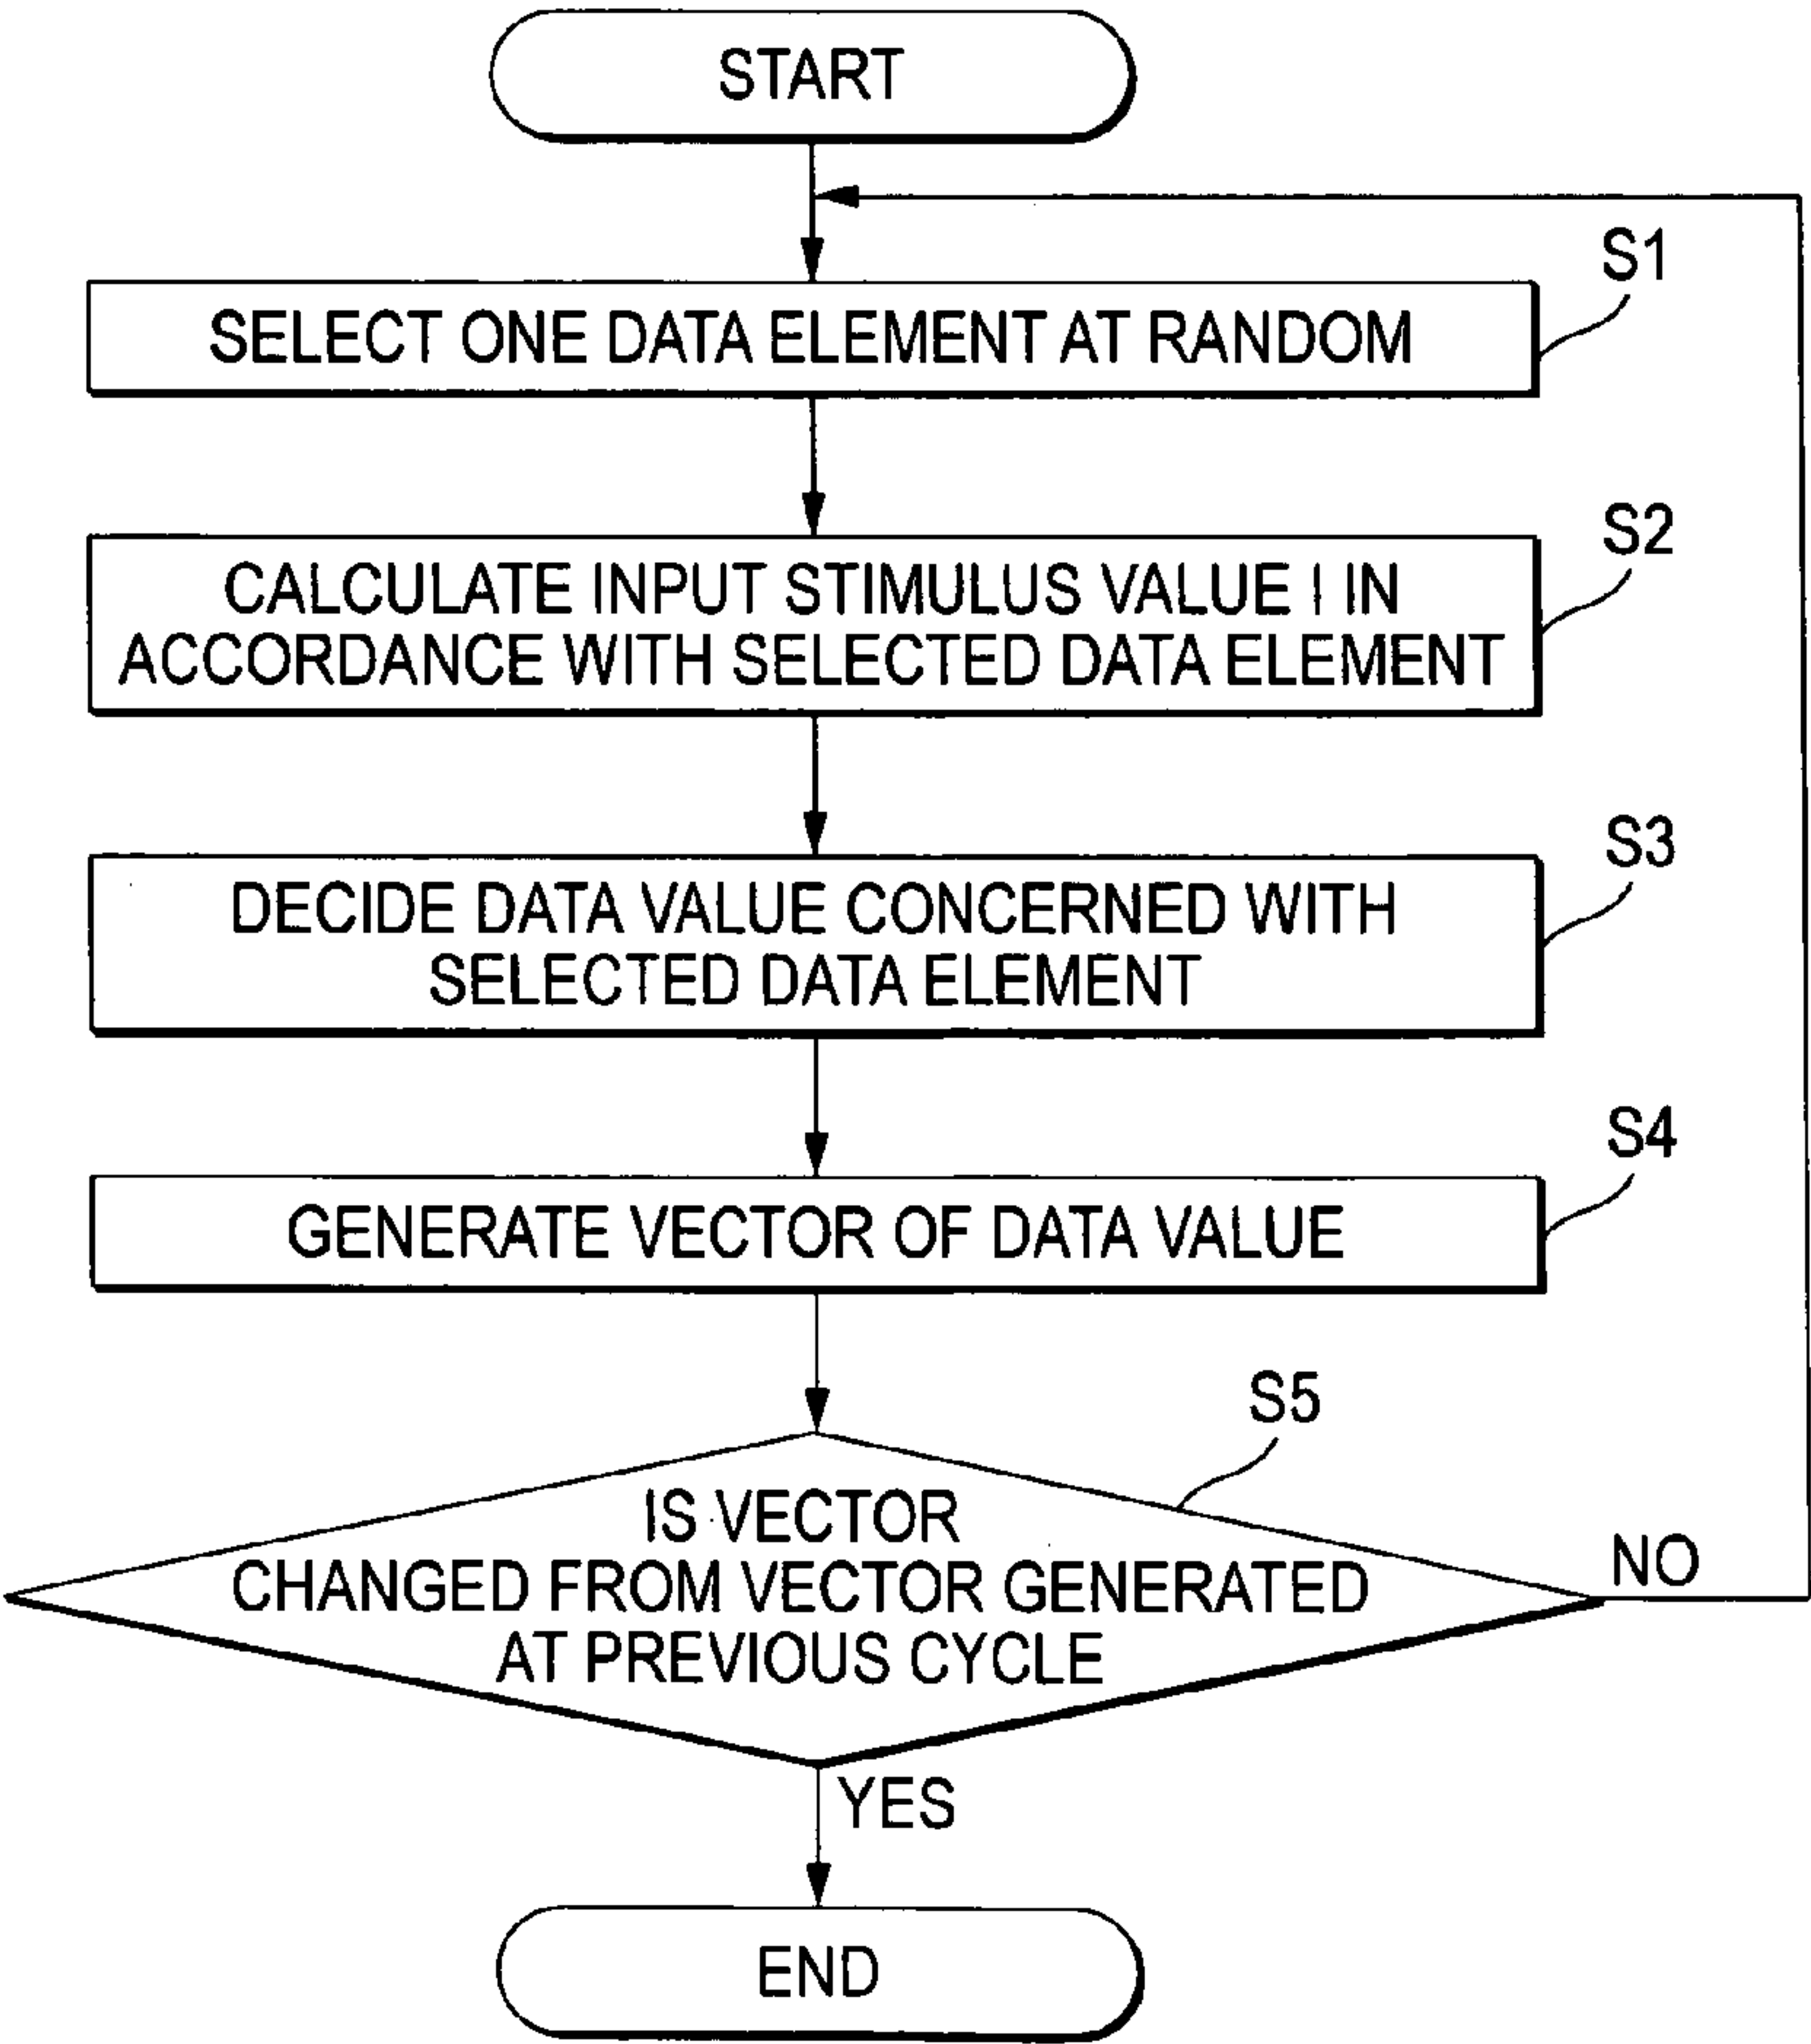 START
S1
SELECT ONE DATA ELEMENT AT RANDOM
S2
CALCULATE INPUT STIMULUS VALUE I IN
ACCORDANCE WITH SELECTED DATA ELEMENT
S3
DECIDE DATA VALUE CONCERNED WITH
SELECTED DATA ELEMENT
S4
GENERATE VECTOR OF DATA VALUE
S5
IS VECTOR
CHANGED FROM VECTOR GENERATED
AT PREVIOUS CYCLE
NO
YES
END